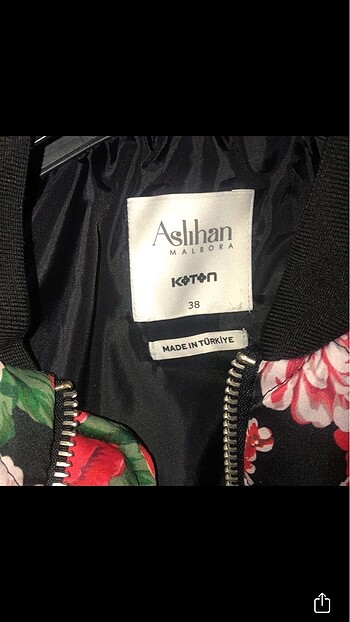 Aslıhan
MALBORA
KOTON
38
MADE IN TÜRKİYE